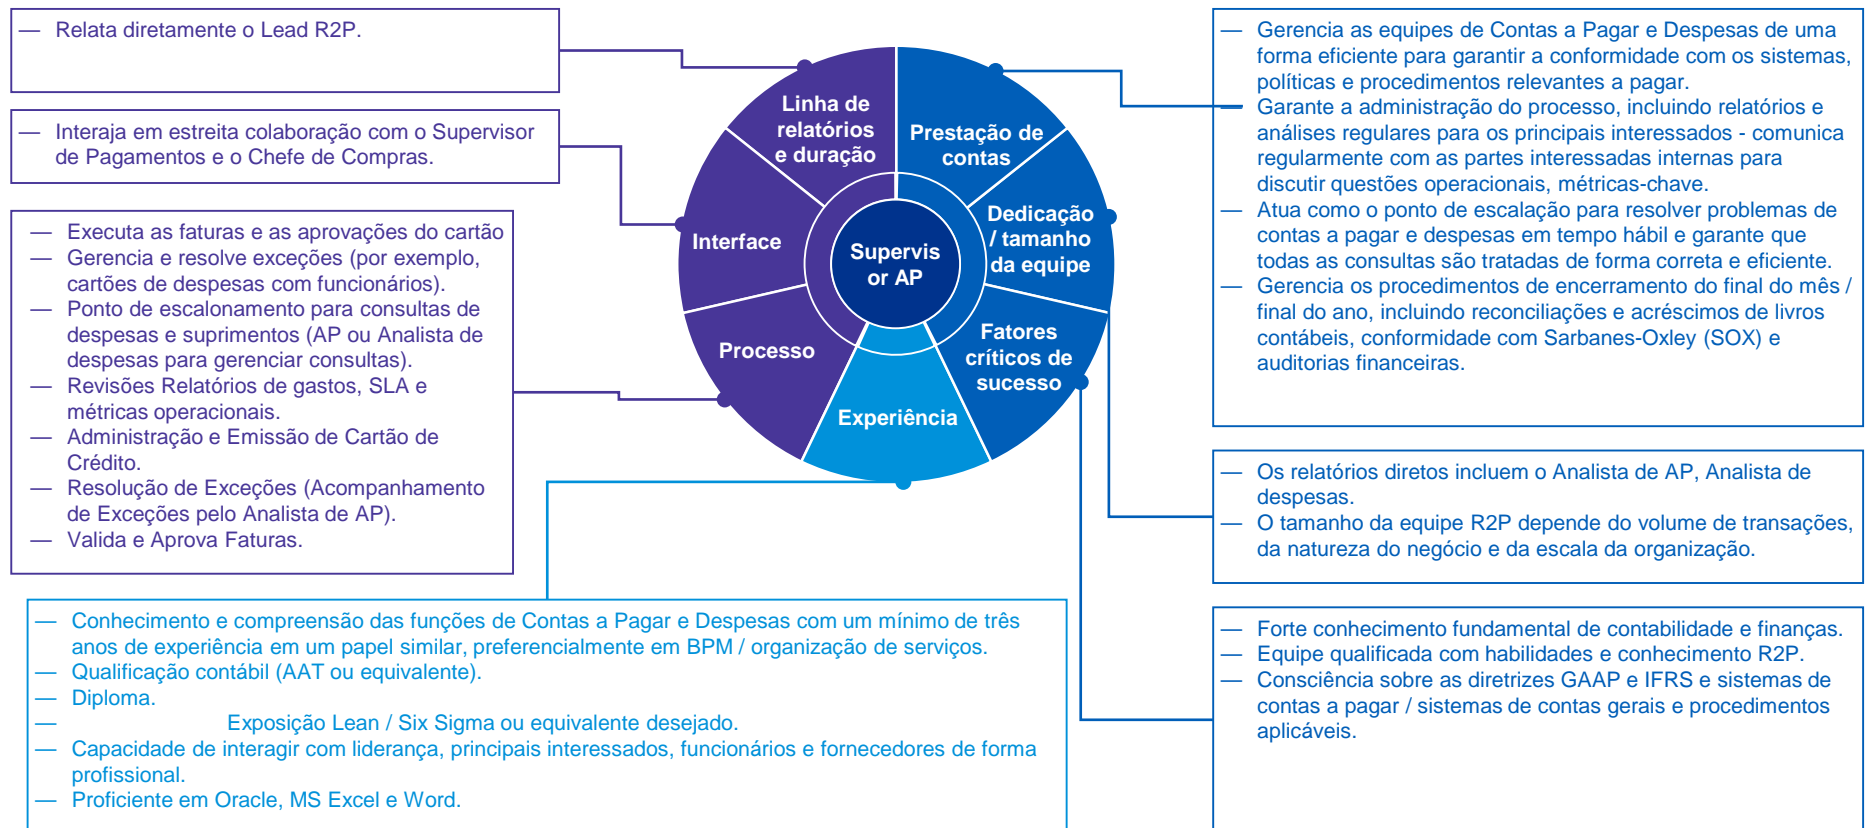 — Relata diretamente o Lead R2P.
— Interaja em estreita colaboração com o Supervisor
de Pagamentos e o Chefe de Compras.
— Executa as faturas e as aprovações do cartão
— Gerencia e resolve exceções (por exemplo,
cartões de despesas com funcionários).
— Ponto de escalonamento para consultas de
despesas e suprimentos (AP ou Analista de
despesas para gerenciar consultas).
— Revisões Relatórios de gastos, SLA e
métricas operacionais.
— Administração e Emissão de Cartão de
Crédito.
— Resolução de Exceções (Acompanhamento
de Exceções pelo Analista de AP).
— Valida e Aprova Faturas.
Linha de
relatórios
e duração
Prestação de
contas
Interface
Dedicação
/ tamanho
da equipe
Supervis
or AP
Processo
Fatores
críticos de
sucesso
Experiência
— Gerencia as equipes de Contas a Pagar e Despesas de uma
forma eficiente para garantir a conformidade com os sistemas,
políticas e procedimentos relevantes a pagar.
— Garante a administração do processo, incluindo relatórios e
análises regulares para os principais interessados - comunica
regularmente com as partes interessadas internas para
discutir questões operacionais, métricas-chave.
— Atua como o ponto de escalação para resolver problemas de
contas a pagar e despesas em tempo hábil e garante que
todas as consultas são tratadas de forma correta e eficiente.
— Gerencia os procedimentos de encerramento do final do mês /
final do ano, incluindo reconciliações e acréscimos de livros
contábeis, conformidade com Sarbanes-Oxley (SOX) e
auditorias financeiras.
— Os relatórios diretos incluem o Analista de AP, Analista de
despesas.
— O tamanho da equipe R2P depende do volume de transações,
da natureza do negócio e da escala da organização.
— Forte conhecimento fundamental de contabilidade e finanças.
— Equipe qualificada com habilidades e conhecimento R2P.
— Consciência sobre as diretrizes GAAP e IFRS e sistemas de
contas a pagar / sistemas de contas gerais e procedimentos
aplicáveis.
— Conhecimento e compreensão das funções de Contas a Pagar e Despesas com um mínimo de três
anos de experiência em um papel similar, preferencialmente em BPM / organização de serviços.
— Qualificação contábil (AAT ou equivalente).
— Diploma.
— Exposição Lean / Six Sigma ou equivalente desejado.
— Capacidade de interagir com liderança, principais interessados, funcionários e fornecedores de forma
profissional.
— Proficiente em Oracle, MS Excel e Word.